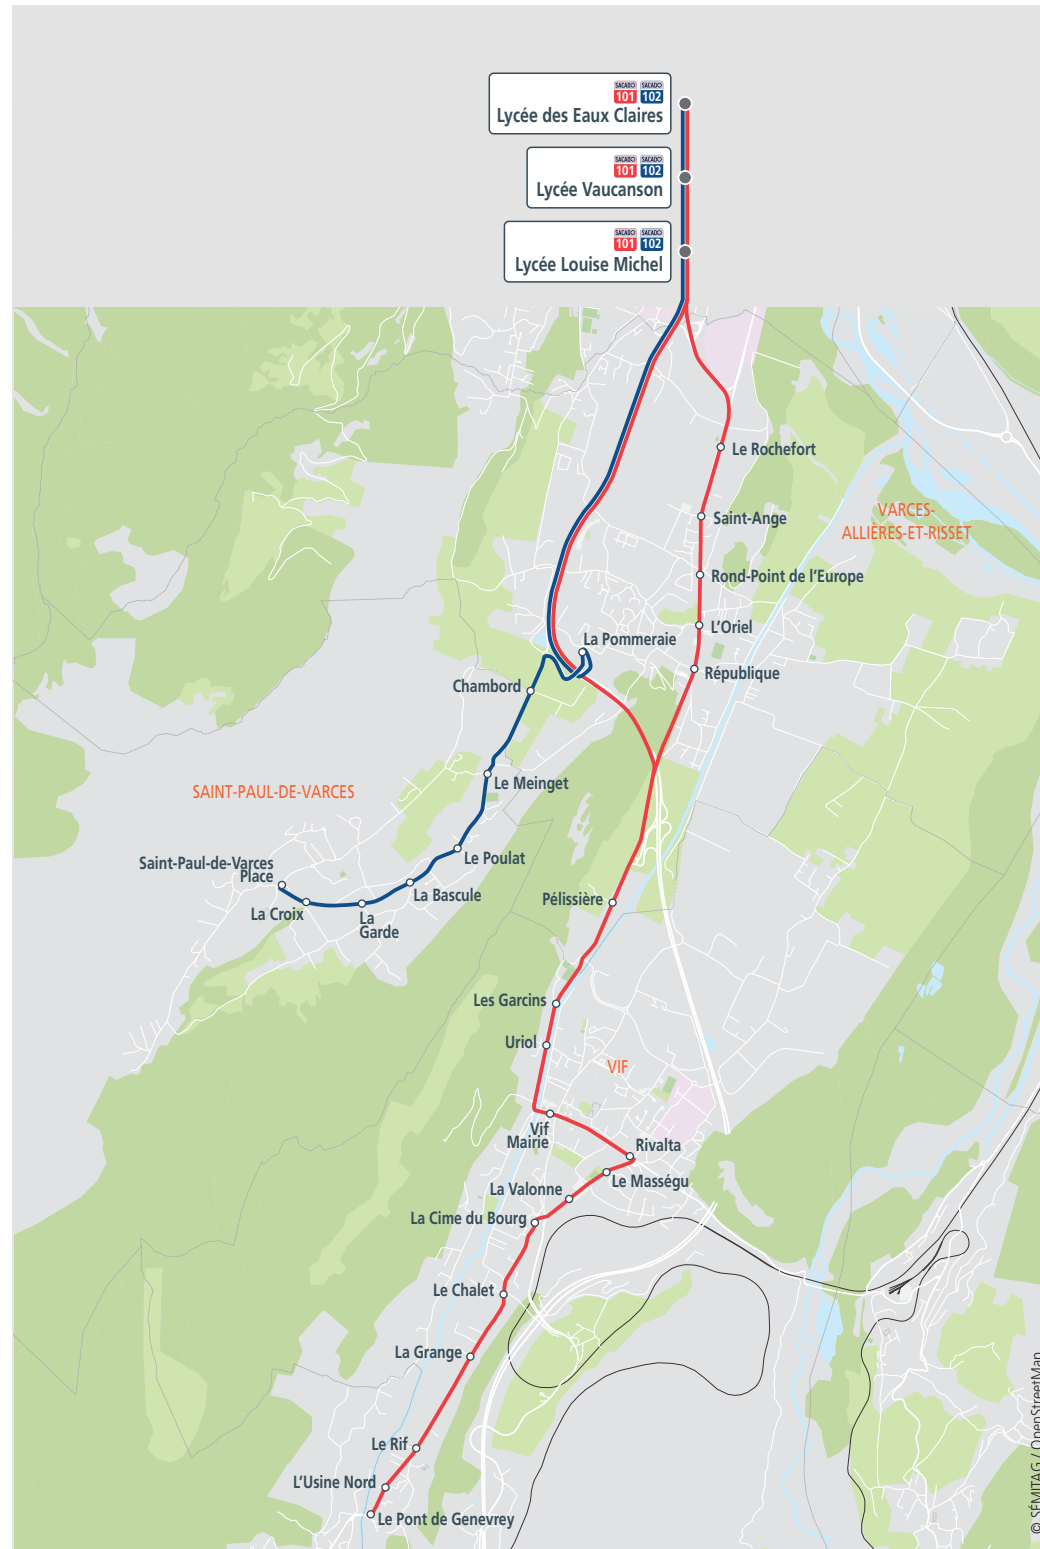 SACADO SACADO
101 102
Lycée des Eaux Claires
SACADO SACADO
101 102
Lycée Vaucanson
SACADO SACADO
101 102
Lycée Louise Michel
Le Rochefort
VARCES-
ALLIÈRES-ET-RISSET
Saint-Ange
Rond-Point de l'Europe
L'Oriel
La Pommeraie
République
Chambord
Le Meinget
SAINT-PAUL-DE-VARCES
Le Poulat
Saint-Paul-de-Varces
Place
La Bascule
La Croix
La
Garde
Pélissière
Les Garcins
Uriol
VIF
Vif
Mairie
Rivalta
Le Masségu
La Valonne
La Cime du Bourg
Le Chalet
La Grange
Le Rif
L'Usine Nord
Le Pont de Genevrey
© SÉMITAG / OpenStreetMap